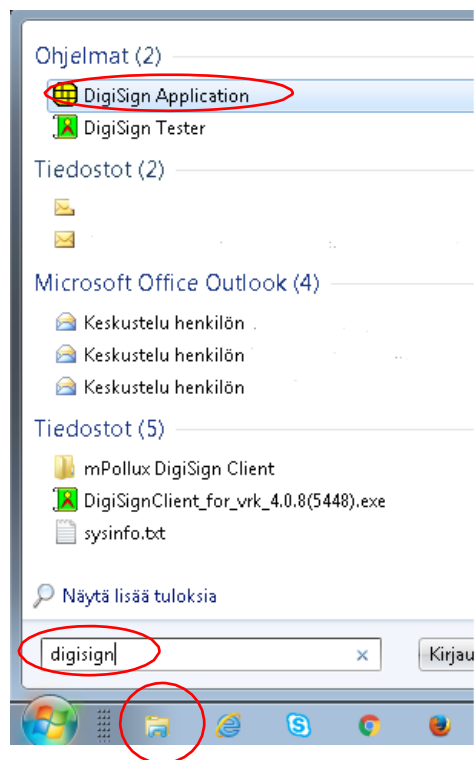 Ohjelmat (2)
DigiSign Application
DigiSign Tester
Tiedostot (2)
Microsoft Office Outlook (4)
Keskustelu henkilön
Keskustelu henkilön
Keskustelu henkilön
Tiedostot (5)
mPollux DigiSign Client
DigiSignClient_for_vrk_4.0.8(5448).exe
sysinfo.txt
Näytä lisää tuloksia
digisign
Kirjau